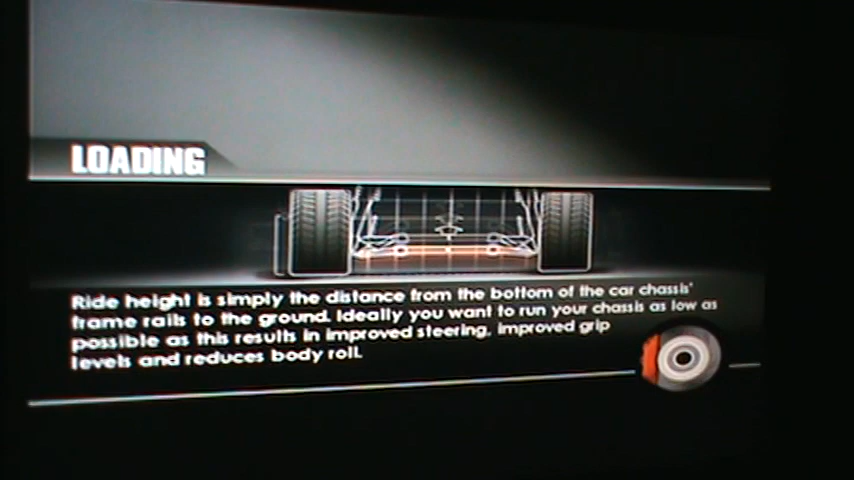 LOADING
Ride height is simply the distance from the bottom of the car chassis'
frame rails to the ground. Ideally you want to run your chassis as low as
possible as this results in improved steering, improved grip
levels and reduces body roll.